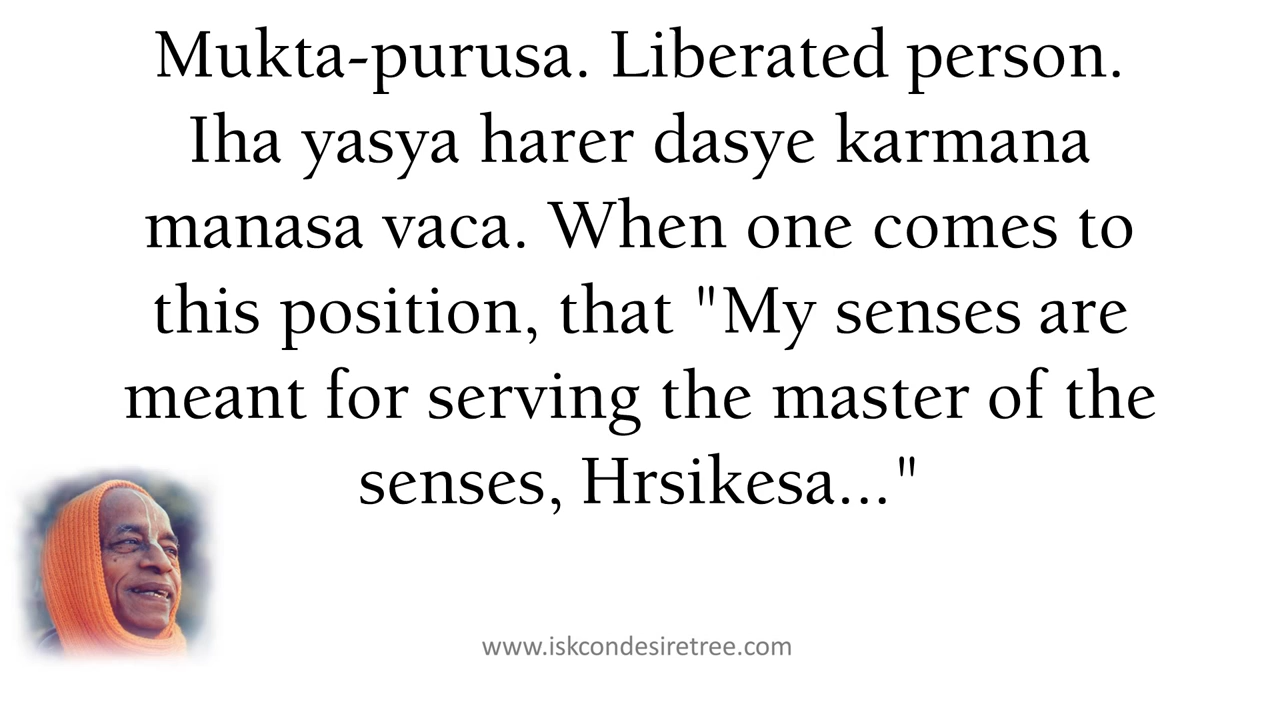 Mukta-purusa. Liberated person.
Iha yasya harer dasye karmana
manasa vaca. When one comes to
this position, that "My senses are
meant for serving the master of the
senses, Hrsikesa..."
www.iskcondesiretree.com